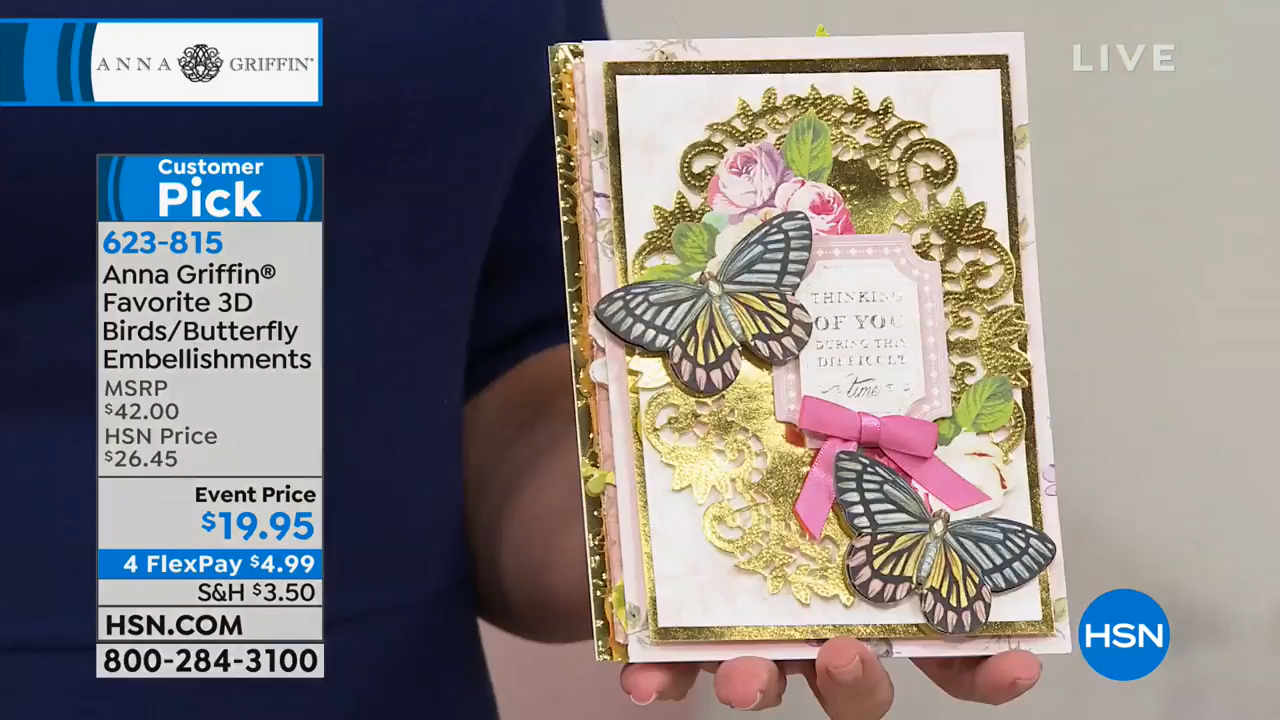 ANNA GRIFFIN®
LIVE
Customer
Pick
623-815
Anna Griffin®
Favorite 3D
Birds/Butterfly
Embellishments
MSRP
$42.00
HSN Price
$26.45
Event Price
$19.95
4 FlexPay $4.99
S&H $3.50
HSN.COM
800-284-3100
THINKING
OF YOU
DURING THIS
DIFFICULT
time
HSN